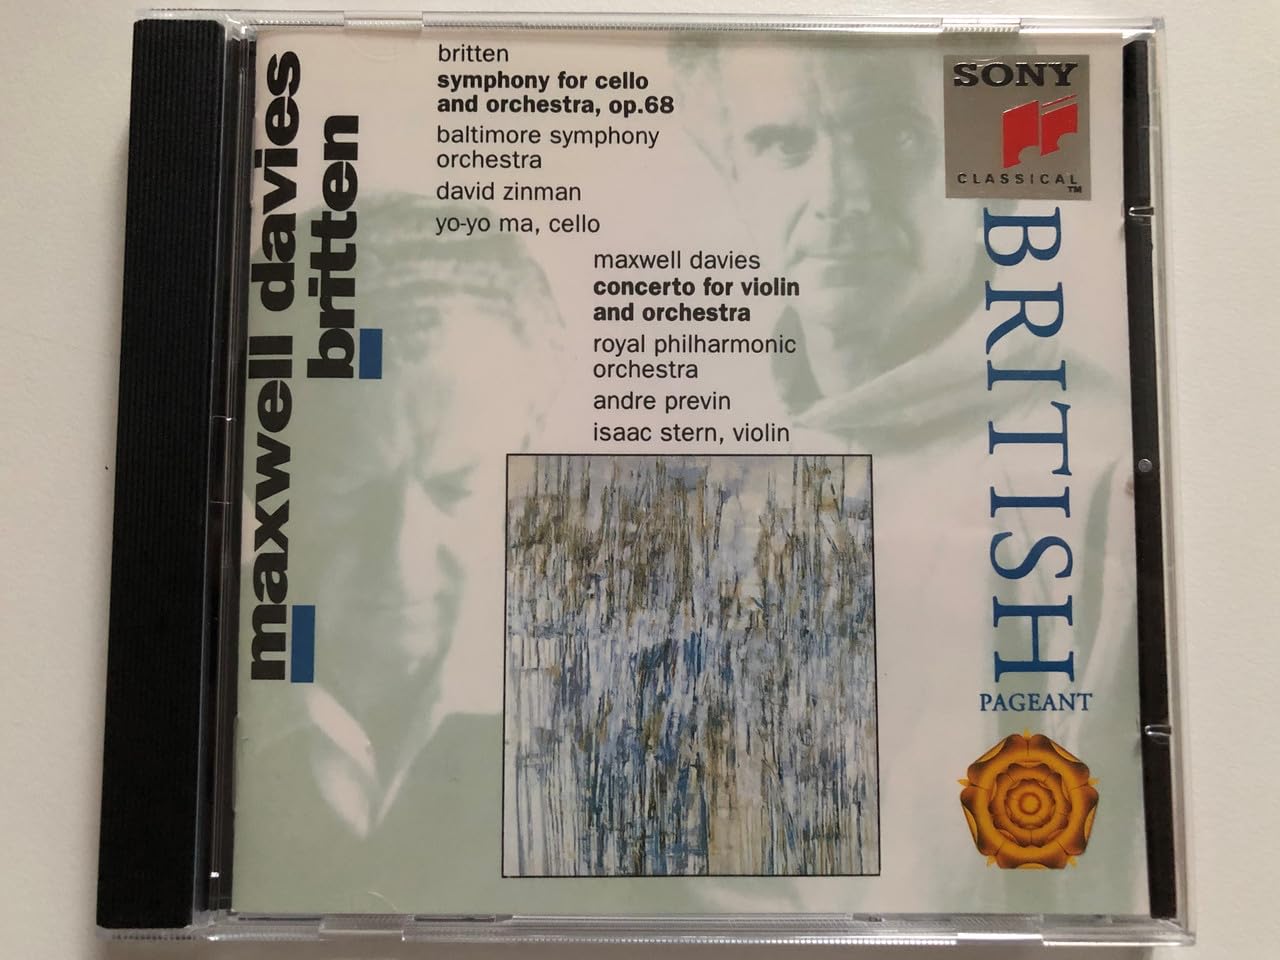 maxwell davies
britten
britten
symphony for cello
and orchestra, op.68
baltimore symphony
orchestra
david zinman
yo-yo ma, cello
maxwell davies
concerto for violin
and orchestra
royal philharmonic
orchestra
andre previn
isaac stern, violin
SONY
CLASSICAL™
BRITISH
PAGEANT